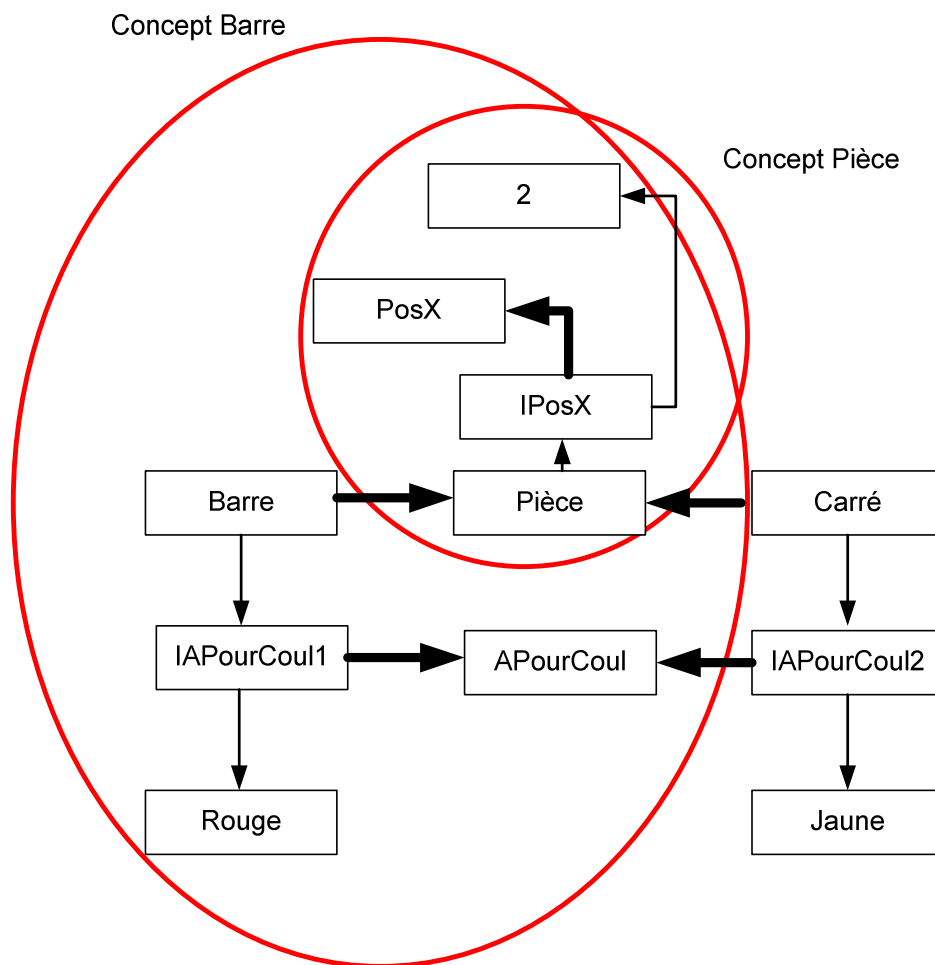 Concept Barre
Concept Pièce
2
PosX
IPosX
Barre
Pièce
Carré
IAPourCoul1
APourCoul
IAPourCoul2
Rouge
Jaune